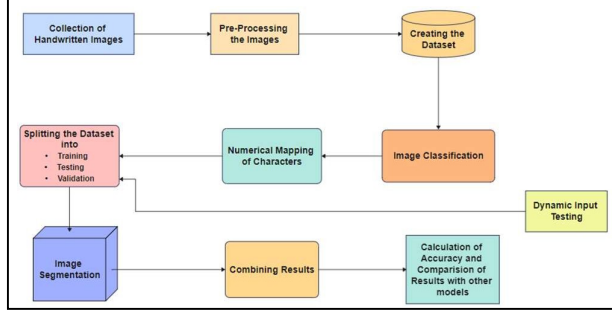 Collection of
Handwritten Images
Pre-Processing
the Images
Creating the
Dataset
Splitting the Dataset
into
• Training
• Testing
• Validation
Numerical Mapping
of Characters
Image Classification
Dynamic Input
Testing
Image
Segmentation
Combining Results
Calculation of
Accuracy and
Comparision of
Results with other
models